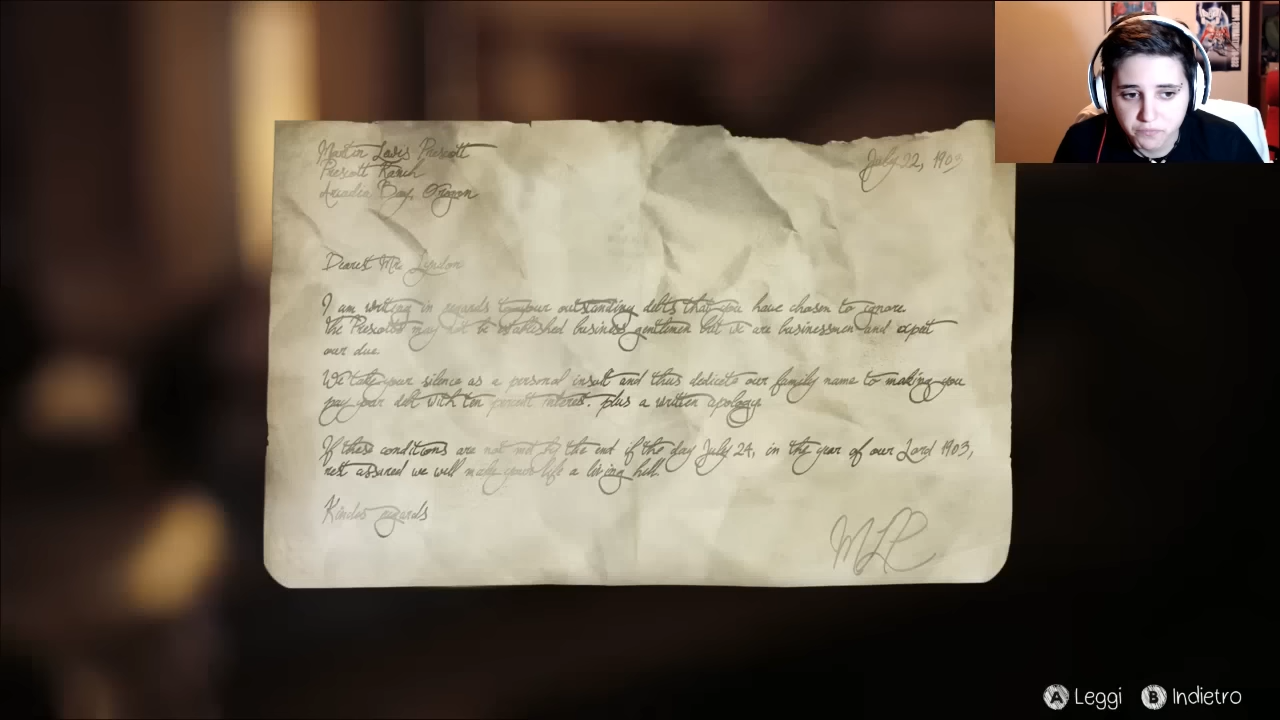 Martin Lewis Prescott
Prescott Ranch
Arcadia Bay, Oregon
July 22, 1903
Dearest Mr. Lyndon
I am writing in regards to your outstanding debts that you have chosen to ignore.
The Prescotts may not be established business gentlemen but we are businessmen and expect
our due.
We take your silence as a personal insult and thus dedicate our family name to making you
pay your debt with ten percent interest. plus a written apology.
If these conditions are not met by the end if the day July 24, in the year of our Lord 1903,
rest assured we will make your life a living hell.
Kindest regards
MLP
A Leggi B Indietro